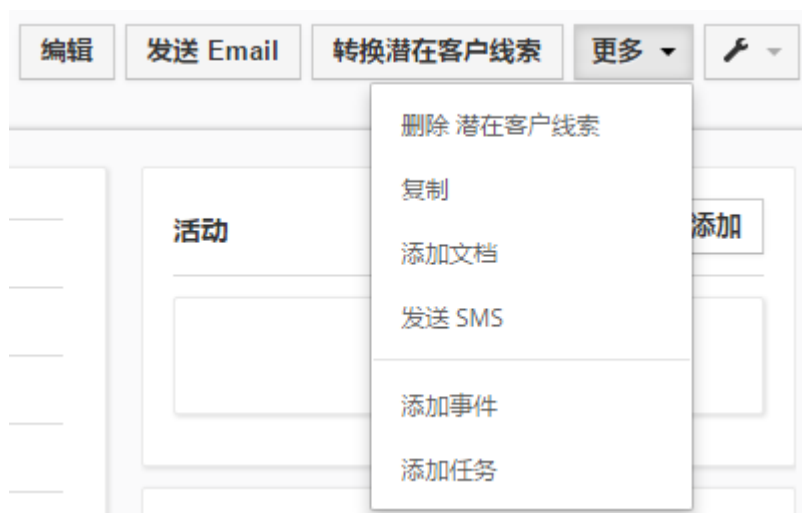 编辑 发送 Email 转换潜在客户线索 更多
删除 潜在客户线索
复制
活动 添加
添加文档
发送 SMS
添加事件
添加任务